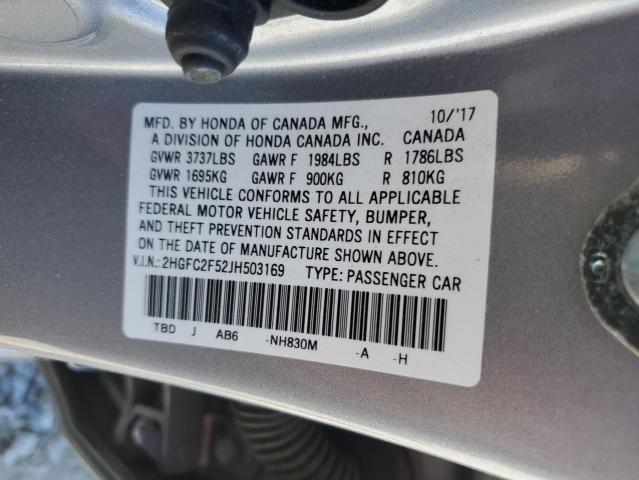 MFD. BY HONDA OF CANADA MFG., 10/'17
A DIVISION OF HONDA CANADA INC. CANADA
GVWR 3737LBS GAWR F 1984LBS R 1786LBS
GVWR 1695KG GAWR F 900KG R 810KG
THIS VEHICLE CONFORMS TO ALL APPLICABLE
FEDERAL MOTOR VEHICLE SAFETY, BUMPER,
AND THEFT PREVENTION STANDARDS IN EFFECT
ON THE DATE OF MANUFACTURE SHOWN ABOVE.
V.I.N.: 2HGFC2F52JH503169 TYPE: PASSENGER CAR
TBD J AB6 -NH830M -A -H